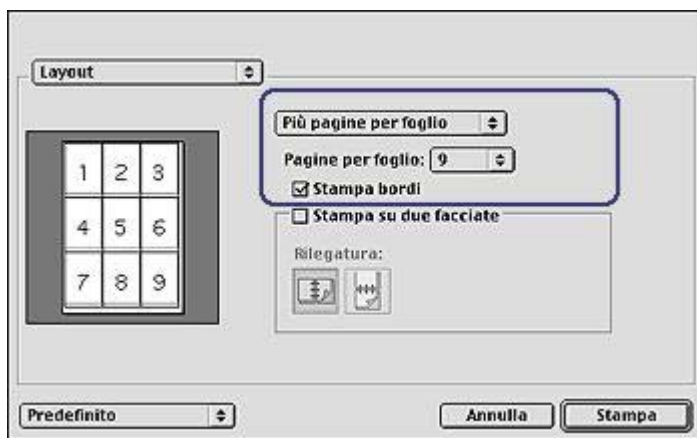 Layout
Più pagine per foglio
Pagine per foglio: 9
Stampa bordi
1 2 3
4 5 6
7 8 9
Stampa su due facciate
Rilegatura:
Predefinito
Annulla
Stampa